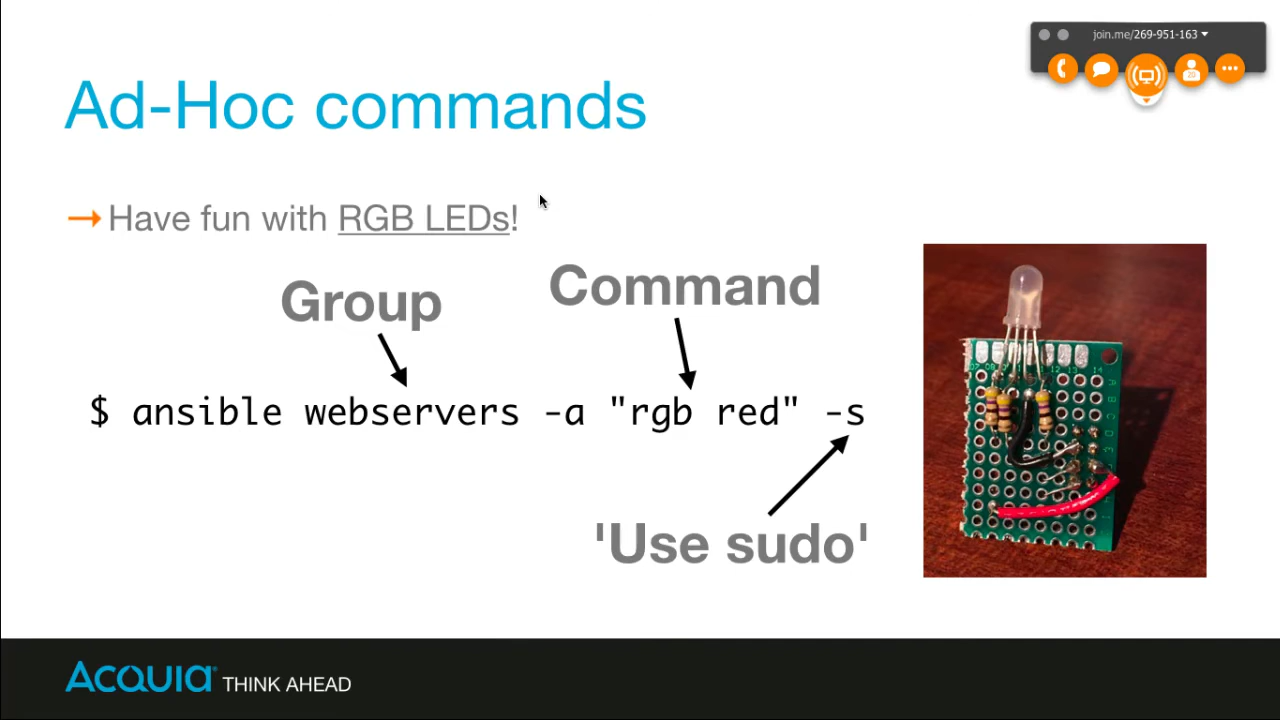 join.me/269-951-163
Ad-Hoc commands
→ Have fun with RGB LEDs!
Group
Command
$ ansible webservers -a "rgb red" -s
'Use sudo'
ACQUIA® THINK AHEAD